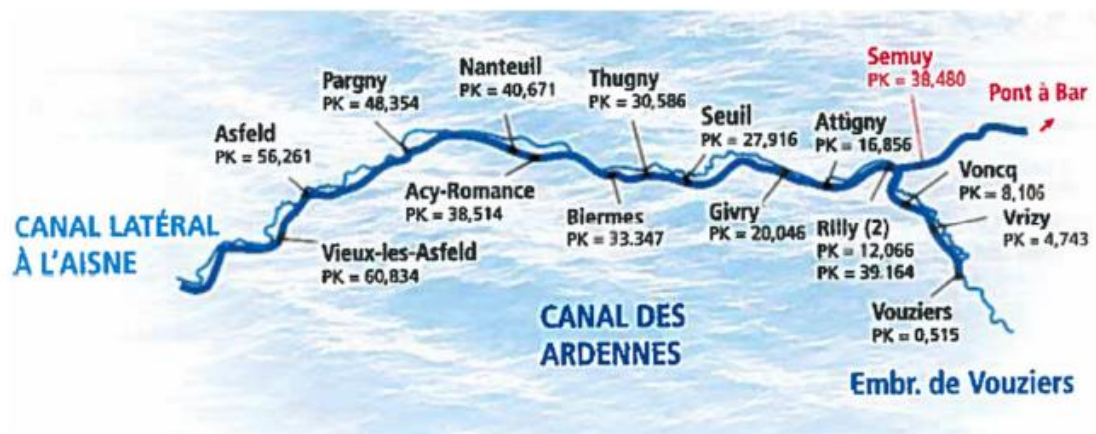 Semuy
PK = 38,480
Pont à Bar
Nanteuil
PK = 40,671
Thugny
PK = 30,586
Pargny
PK = 48,354
Seuil
PK = 27,916
Attigny
PK = 16,856
Asfeld
PK = 56,261
Voncq
PK = 8,106
Acy-Romance
PK = 38,514
Biermes
PK = 33.347
Givry
PK = 20,046
Rilly (2)
PK = 12,066
PK = 39.164
Vrizy
PK = 4,743
CANAL LATÉRAL
À L'AISNE
Vieux-les-Asfeld
PK = 60,834
Vouziers
PK = 0,515
CANAL DES
ARDENNES
Embr. de Vouziers